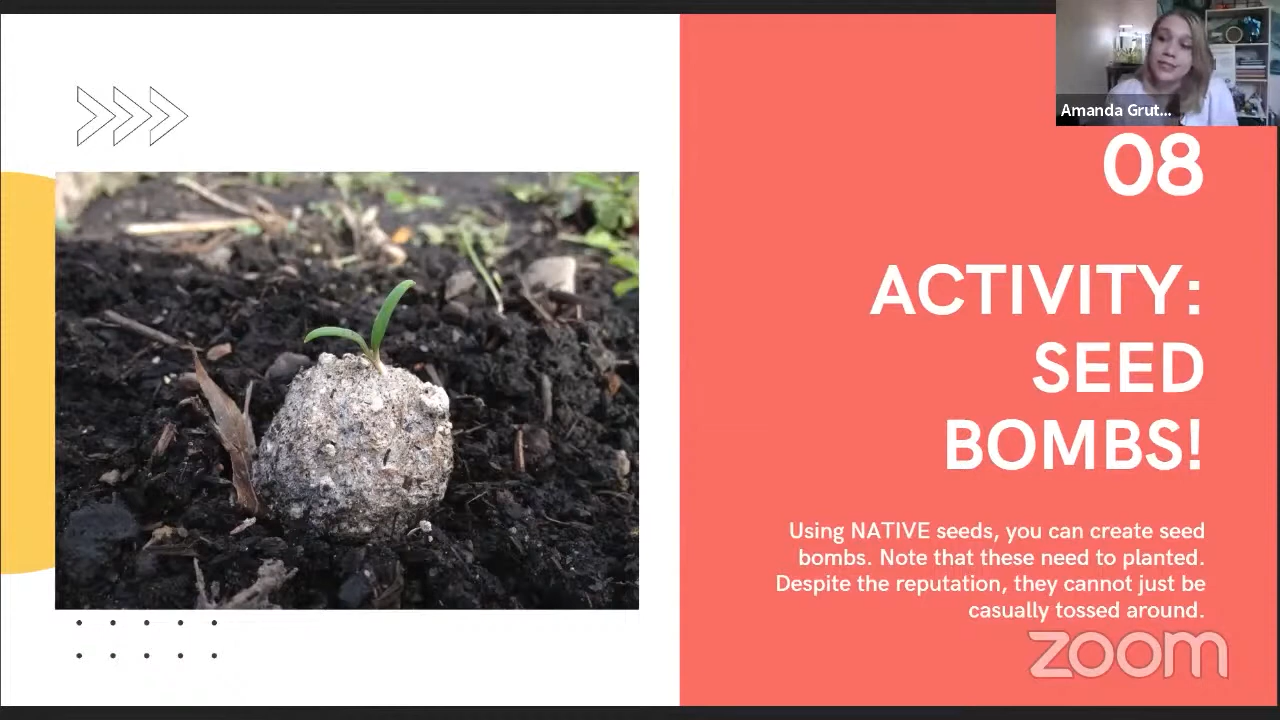 Amanda Grut...
08
ACTIVITY:
SEED
BOMBS!
Using NATIVE seeds, you can create seed
bombs. Note that these need to planted.
Despite the reputation, they cannot just be
casually tossed around.
zoom